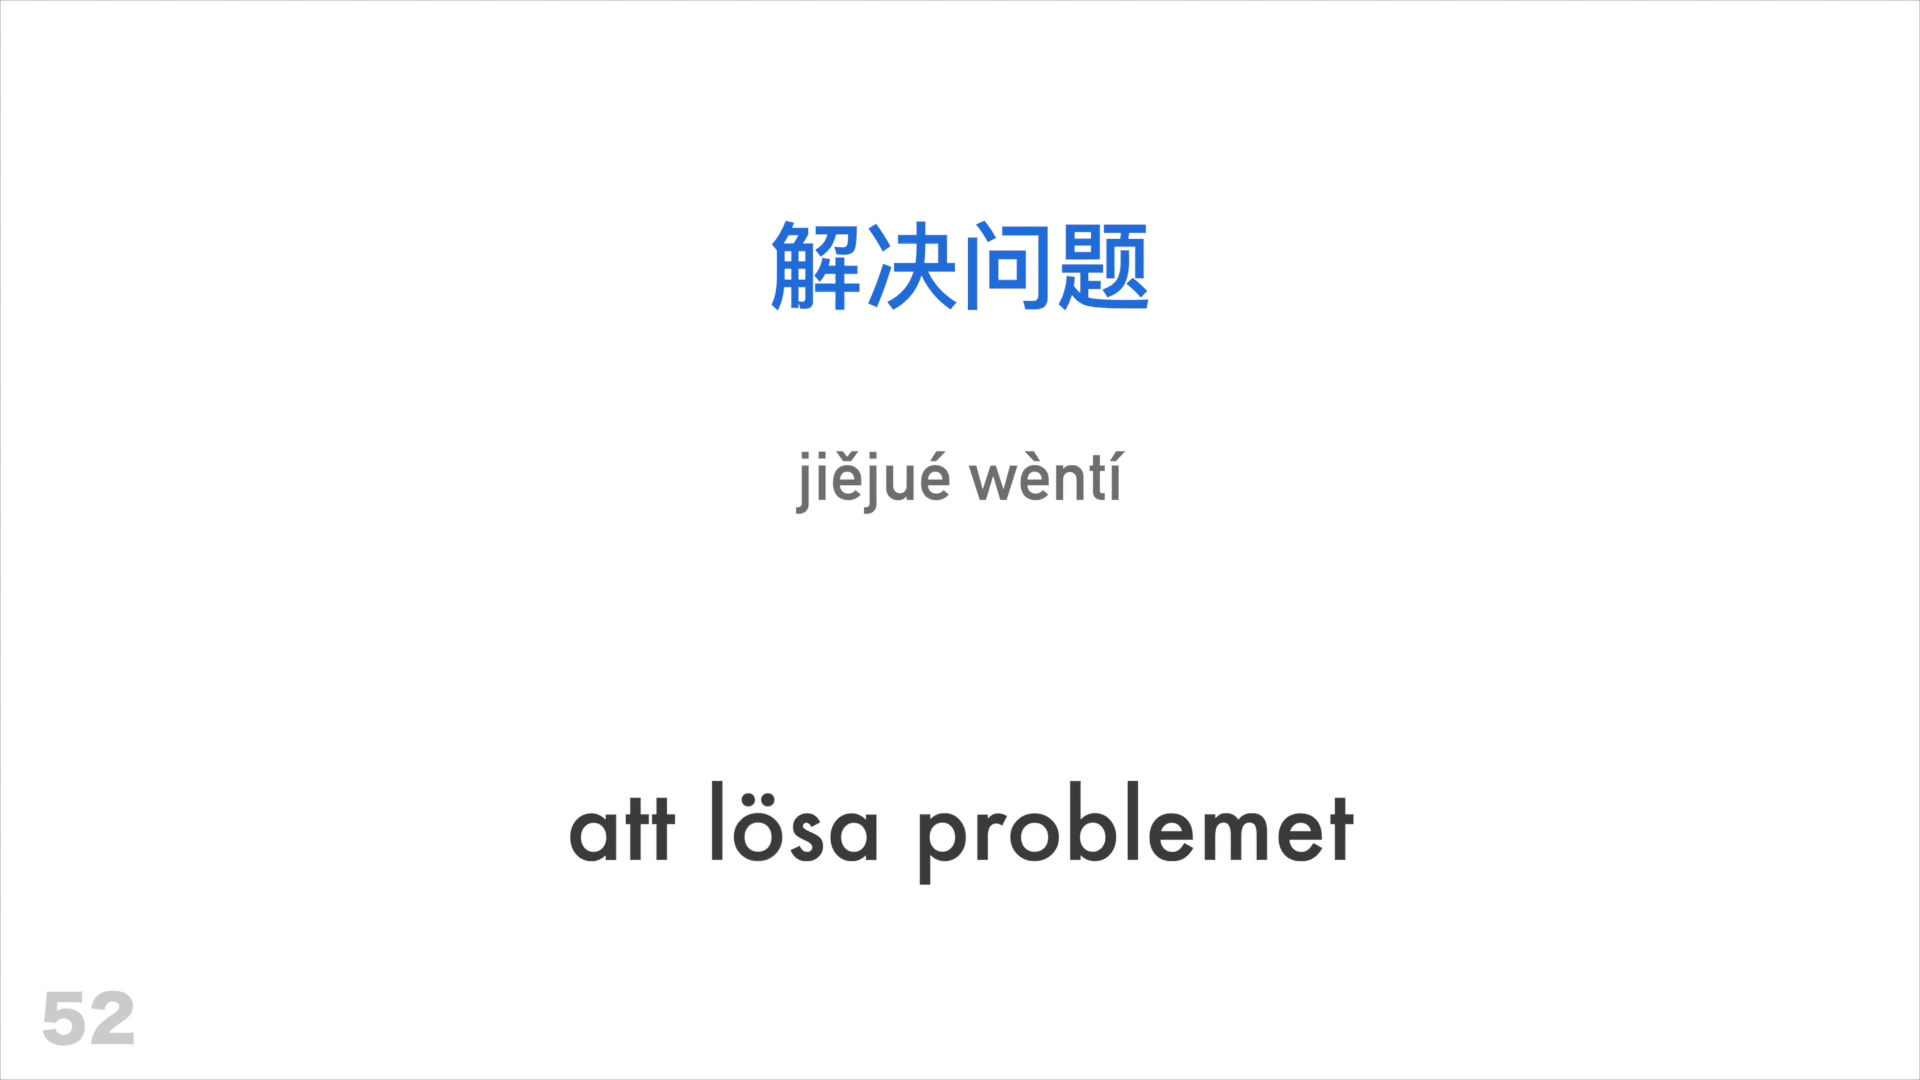 解决问题
jiějué wèntí
att lösa problemet
52